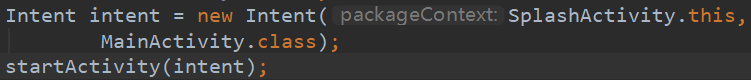 Intent intent = new Intent( packageContext: SplashActivity.this,
MainActivity.class);
startActivity(intent);